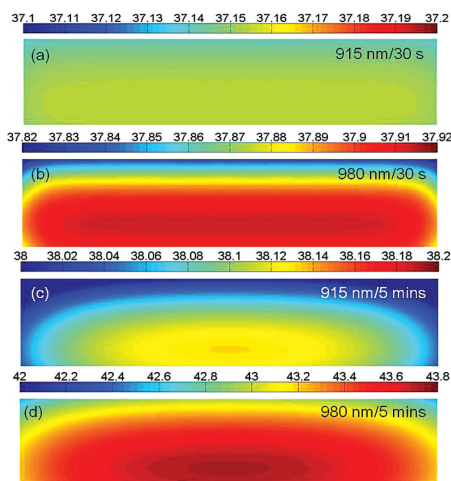 37.1 37.11 37.12 37.13 37.14 37.15 37.16 37.17 37.18 37.19 37.2
(a) 915 nm/30 s
37.82 37.83 37.84 37.85 37.86 37.87 37.88 37.89 37.9 37.91 37.92
(b) 980 nm/30 s
38 38.02 38.04 38.06 38.08 38.1 38.12 38.14 38.16 38.18 38.2
(c) 915 nm/5 mins
42 42.2 42.4 42.6 42.8 43 43.2 43.4 43.6 43.8
(d) 980 nm/5 mins